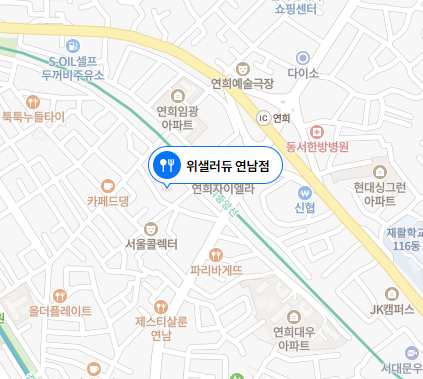 쇼핑센터
S-OIL셀프
두꺼비주유소
연희예술극장
다이소
툭툭누들타이
연희임광
아파트
IC 연희
동서한방병원
위샐러듀 연남점
연희자이엘라
현대싱그런
아파트
카페드댕
신협
서울콜렉터
재활학교
116동
파리바게뜨
올더플레이트
제스티살룬
연남
JK캠퍼스
연희대우
아파트
원
서대문우